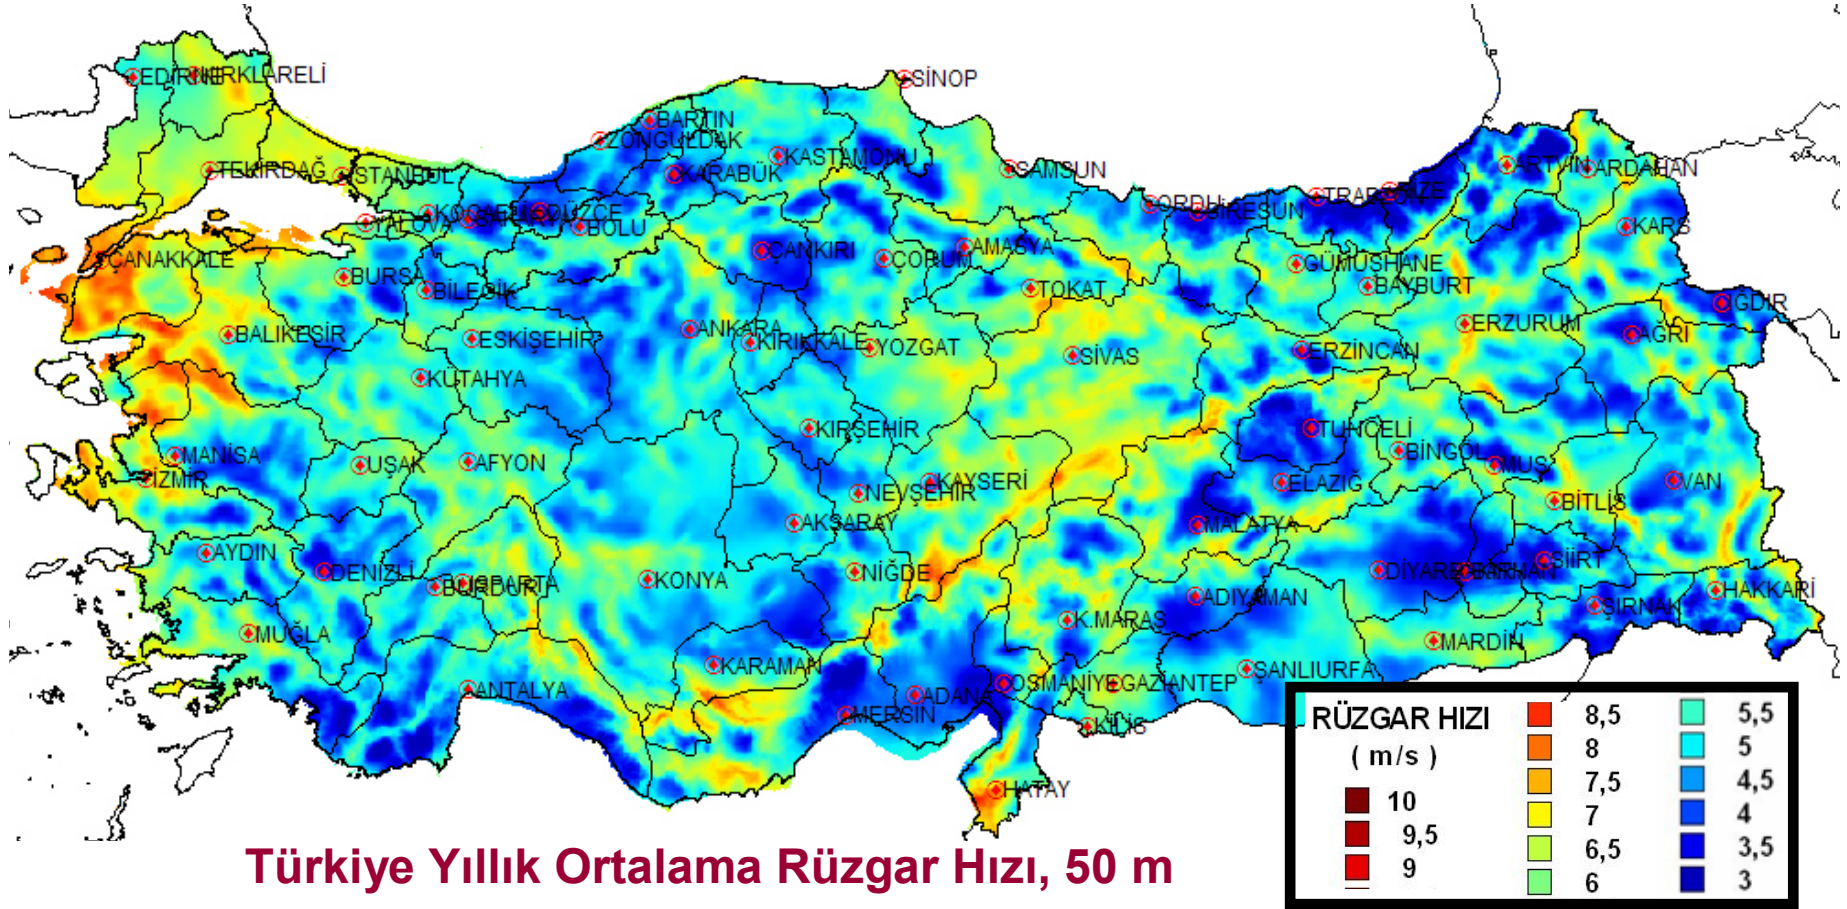 SİNOP
EDİRNE
KIRKLARELİ
BARTIN
ZONGULDAK
KASTAMONU
TEKİRDAĞ
İSTANBUL
KARABÜK
SAMSUN
ARTVİN
ARDAHAN
KOCAELİ
DÜZCE
YALOVA
BOLU
ORDU
GİRESUN
TRABZON
RİZE
KARS
ÇANAKKALE
ÇANKIRI
ÇORUM
AMASYA
GÜMÜŞHANE
BURSA
BİLECİK
TOKAT
BAYBURT
IĞDIR
BALIKESİR
ESKİŞEHİR
ANKARA
KIRIKKALE
YOZGAT
SİVAS
ERZİNCAN
ERZURUM
AĞRI
KÜTAHYA
KIRŞEHİR
TUNCELİ
MANİSA
UŞAK
AFYON
BİNGÖL
MUŞ
İZMİR
NEVŞEHİR
KAYSERİ
ELAZIĞ
VAN
BİTLİS
AKSARAY
MALATYA
AYDIN
DENİZLİ
BURDUR
ISPARTA
KONYA
NİĞDE
SİİRT
HAKKARİ
ADIYAMAN
ŞIRNAK
MUĞLA
K.MARAŞ
MARDİN
KARAMAN
ŞANLIURFA
ANTALYA
ADANA
OSMANİYE
GAZİANTEP
MERSİN
KİLİS
HATAY
RÜZGAR HIZI
( m/s )
10
9,5
9
8,5
8
7,5
7
6,5
6
5,5
5
4,5
4
3,5
3
Türkiye Yıllık Ortalama Rüzgar Hızı, 50 m